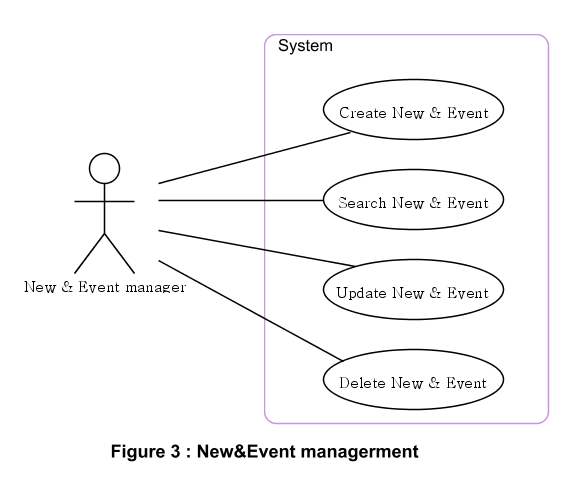 System
Create New & Event
Search New & Event
Update New & Event
Delete New & Event
New & Event manager
Figure 3 : New&Event managerment